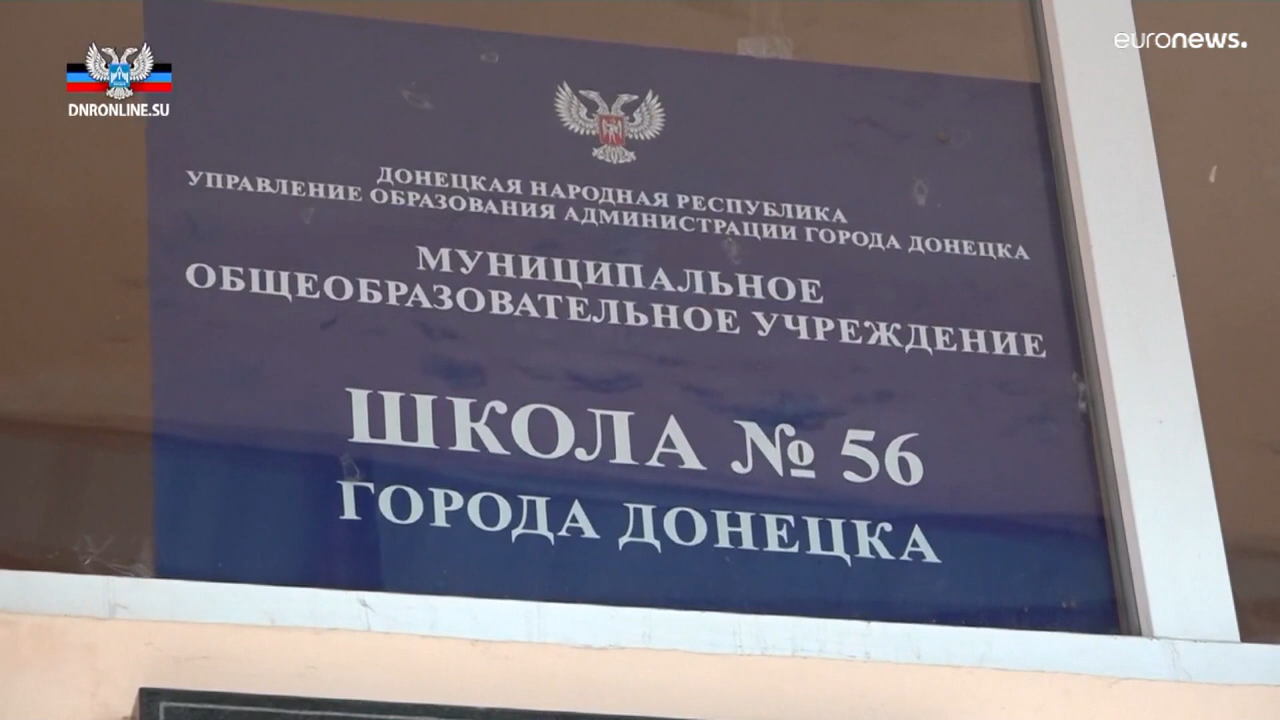 euronews.
DNRONLINE.SU
ДОНЕЦКАЯ НАРОДНАЯ РЕСПУБЛИКА
УПРАВЛЕНИЕ ОБРАЗОВАНИЯ АДМИНИСТРАЦИИ ГОРОДА ДОНЕЦКА
МУНИЦИПАЛЬНОЕ
ОБЩЕОБРАЗОВАТЕЛЬНОЕ УЧРЕЖДЕНИЕ
ШКОЛА № 56
ГОРОДА ДОНЕЦКА